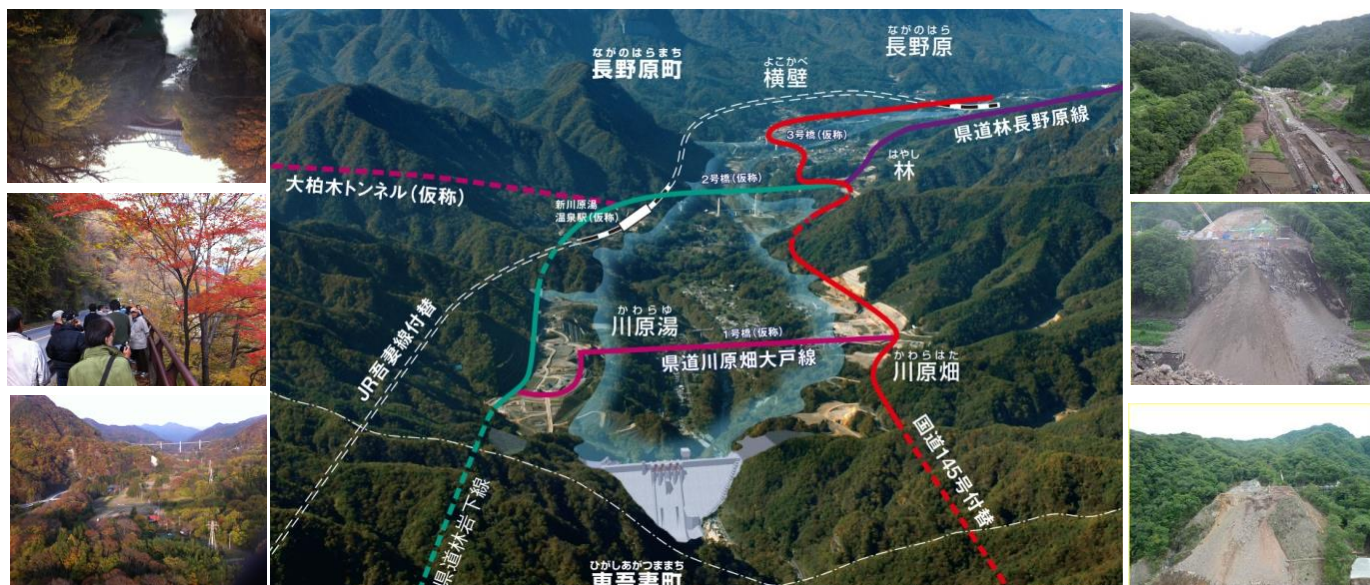 ながのはらまち
長野原町
ながのはら
長野原
よこかべ
横壁
3号橋(仮称)
県道林長野原線
はやし
林
2号橋(仮称)
大柏木トンネル(仮称)
新川原湯
温泉駅(仮称)
かわらゆ
川原湯
1号橋(仮称)
県道川原畑大戸線
かわらはた
川原畑
JR吾妻線付替
国道145号付替
県道林岩下線
ひがしあがつままち
東吾妻町